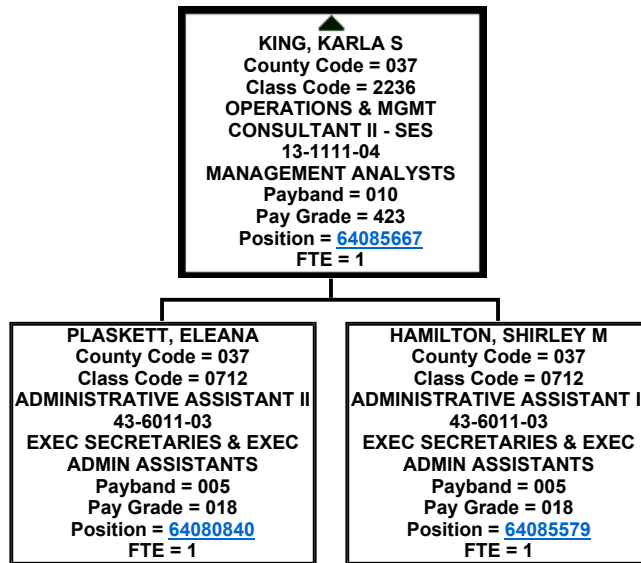 KING, KARLA S
County Code = 037
Class Code = 2236
OPERATIONS & MGMT
CONSULTANT II - SES
13-1111-04
MANAGEMENT ANALYSTS
Payband = 010
Pay Grade = 423
Position = 64085667
FTE = 1
PLASKETT, ELEANA
County Code = 037
Class Code = 0712
ADMINISTRATIVE ASSISTANT II
43-6011-03
EXEC SECRETARIES & EXEC
ADMIN ASSISTANTS
Payband = 005
Pay Grade = 018
Position = 64080840
FTE = 1
HAMILTON, SHIRLEY M
County Code = 037
Class Code = 0712
ADMINISTRATIVE ASSISTANT I
43-6011-03
EXEC SECRETARIES & EXEC
ADMIN ASSISTANTS
Payband = 005
Pay Grade = 018
Position = 64085579
FTE = 1